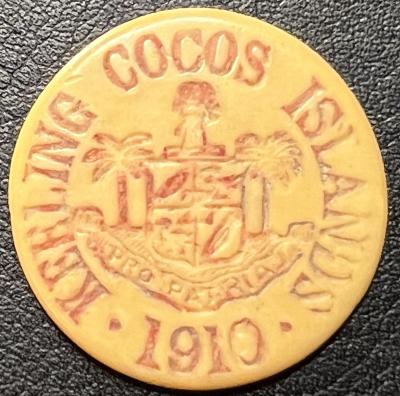 KEELING COCOS ISLANDS
PRO PATRIA
· 1910 ·